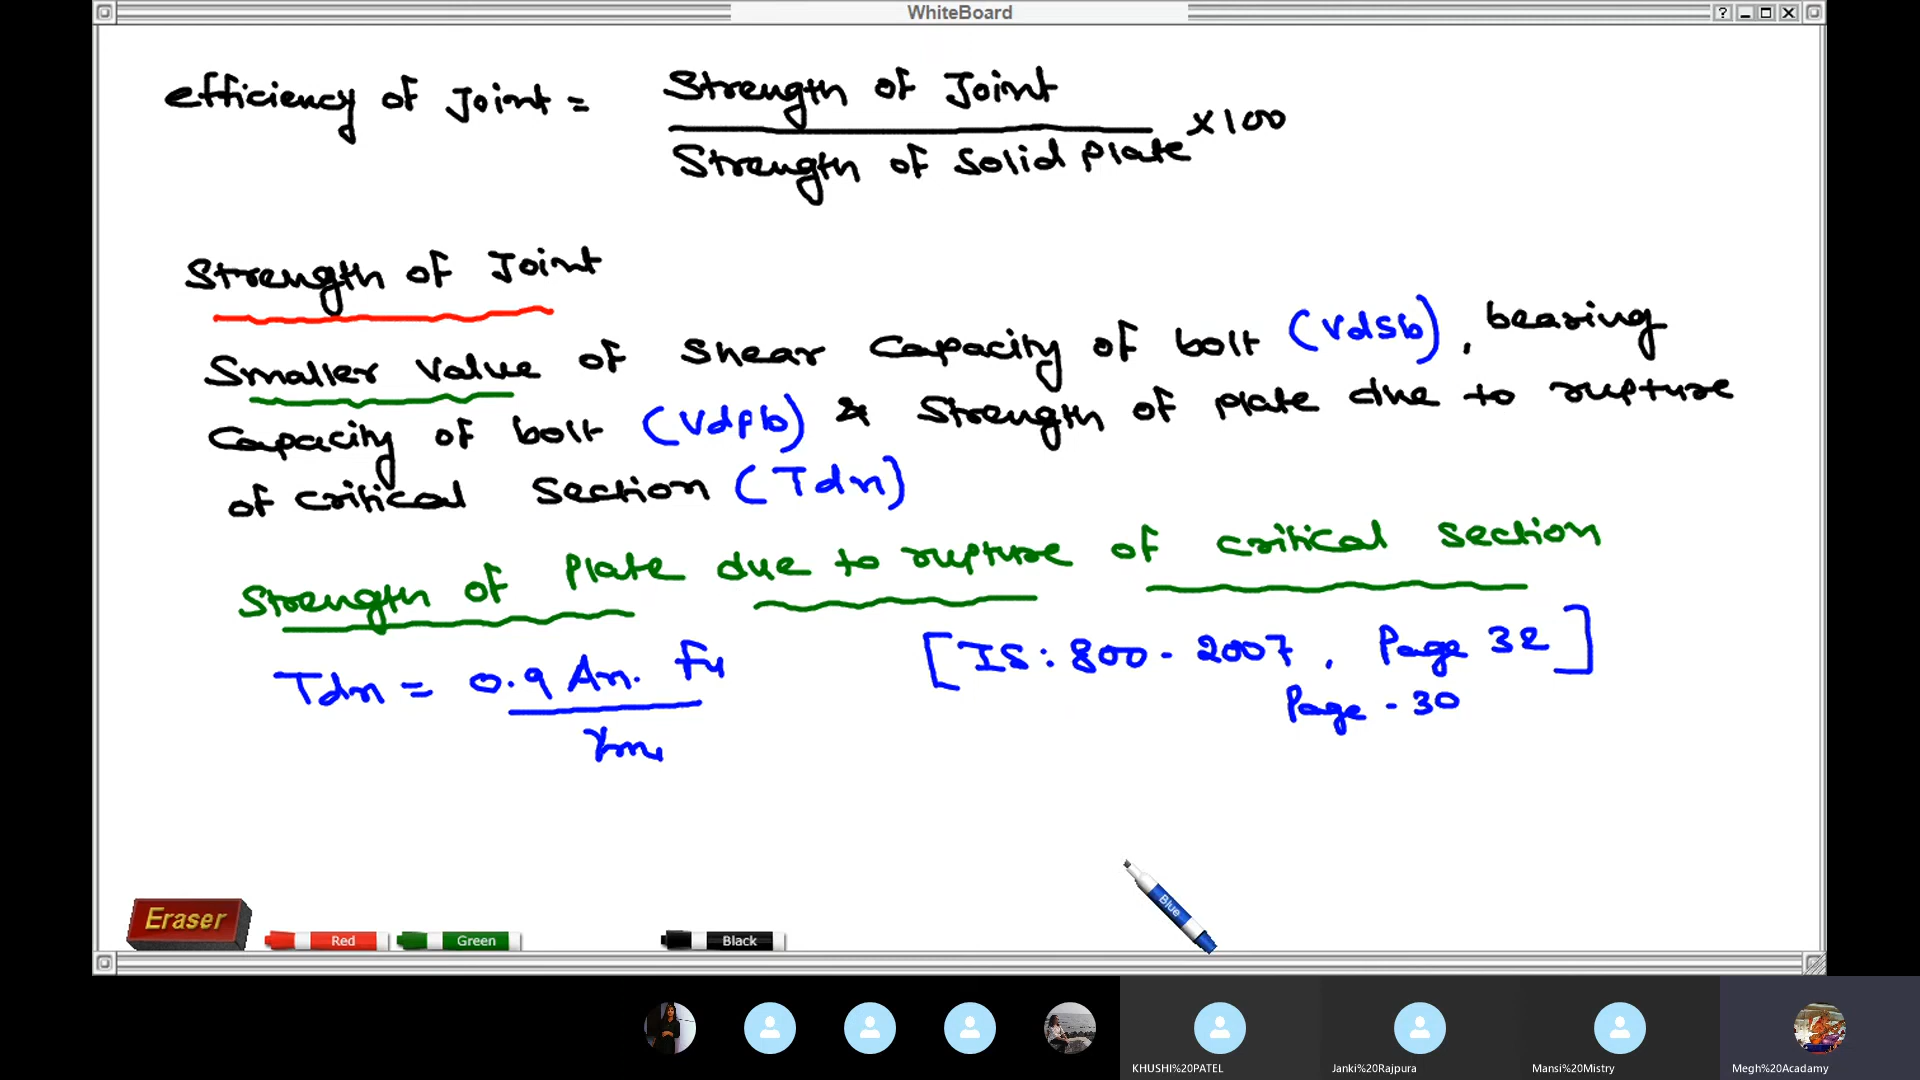 WhiteBoard
efficiency of Joint = Strength of Joint / Strength of Solid Plate ×100
Strength of Joint
Smaller value of shear capacity of bolt (Vdsb), bearing
capacity of bolt (Vdpb) & strength of plate due to rupture
of critical section (Tdn)
Strength of plate due to rupture of critical section
Tdn = 0.9 An. Fu / γm1
[IS: 800 - 2007, Page 32]
Page - 30
Eraser
Red
Green
Black
Blue
KHUSHI%20PATEL
Janki%20Rajpura
Mansi%20Mistry
Megh%20Acadamy